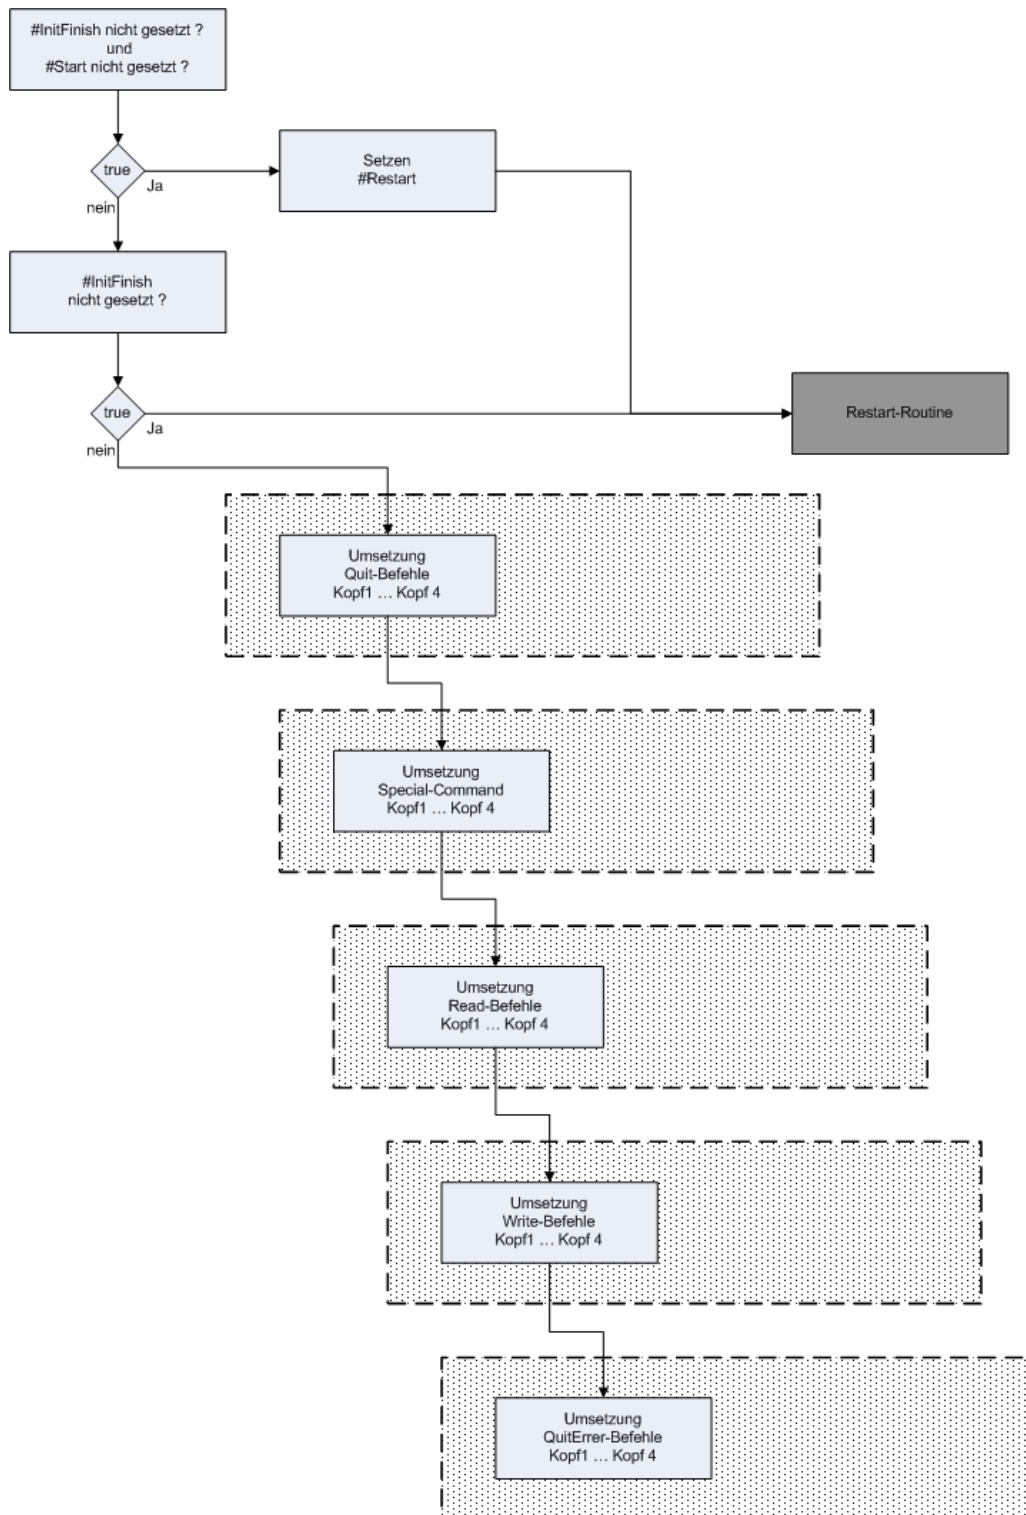 #InitFinish nicht gesetzt ?
und
#Start nicht gesetzt ?
true
Ja
nein
Setzen
#Restart
#InitFinish
nicht gesetzt ?
true
Ja
nein
Restart-Routine
Umsetzung
Quit-Befehle
Kopf1 … Kopf 4
Umsetzung
Special-Command
Kopf1 … Kopf 4
Umsetzung
Read-Befehle
Kopf1 … Kopf 4
Umsetzung
Write-Befehle
Kopf1 … Kopf 4
Umsetzung
QuitErrer-Befehle
Kopf1 … Kopf 4